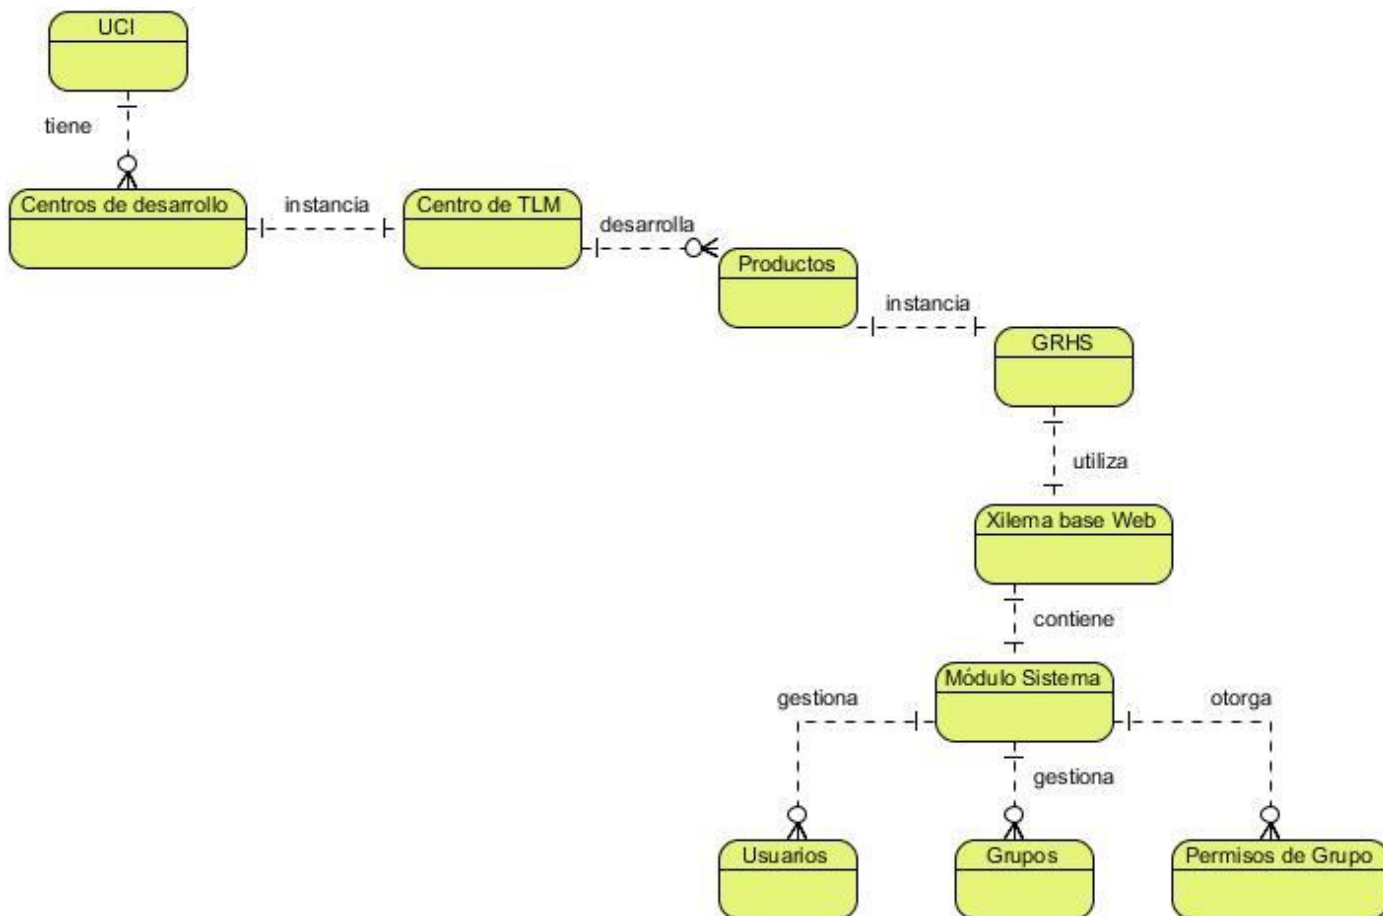 UCI
tiene
Centros de desarrollo
instancia
Centro de TLM
desarrolla
Productos
instancia
GRHS
utiliza
Xilema base Web
contiene
Módulo Sistema
gestiona
otorga
gestiona
Usuarios
Grupos
Permisos de Grupo